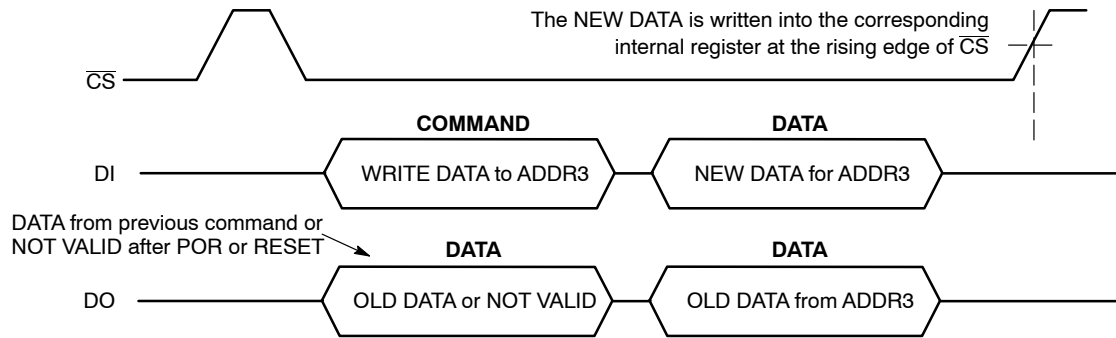 The NEW DATA is written into the corresponding
internal register at the rising edge of C̅S̅
C̅S̅
COMMAND
DATA
DI
WRITE DATA to ADDR3
NEW DATA for ADDR3
DATA from previous command or
NOT VALID after POR or RESET
DATA
DATA
DO
OLD DATA or NOT VALID
OLD DATA from ADDR3